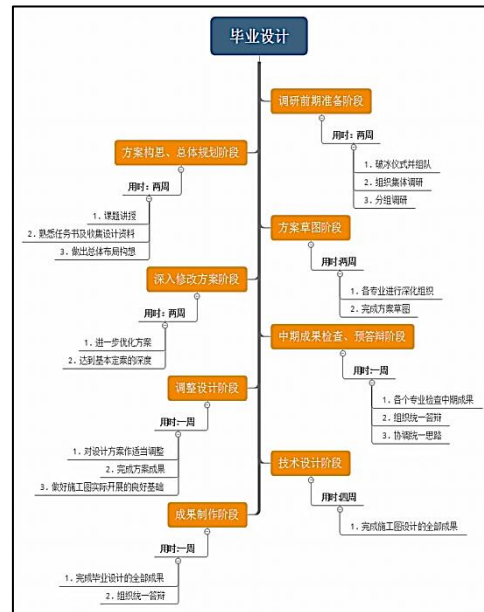 毕业设计
调研前期准备阶段
用时：两周
1. 破冰仪式并组队
2. 组织集体调研
3. 分组调研
方案构思、总体规划阶段
用时：两周
1. 课题讲授
2. 熟悉任务书及收集设计资料
3. 做出总体布局构想
方案草图阶段
用时:两周
1. 各专业进行深化组织
2. 完成方案草图
深入修改方案阶段
用时：两周
1. 进一步优化方案
2. 达到基本定案的深度
中期成果检查、预答辩阶段
用时：一周
1. 各个专业检查中期成果
2. 组织统一答辩
3. 协调统一思路
调整设计阶段
用时:一周
1. 对设计方案作适当调整
2. 完成方案成果
3. 做好施工图实际开展的良好基础
技术设计阶段
用时:四周
1. 完成施工图设计的全部成果
成果制作阶段
用时:一周
1. 完成毕业设计的全部成果
2. 组织统一答辩